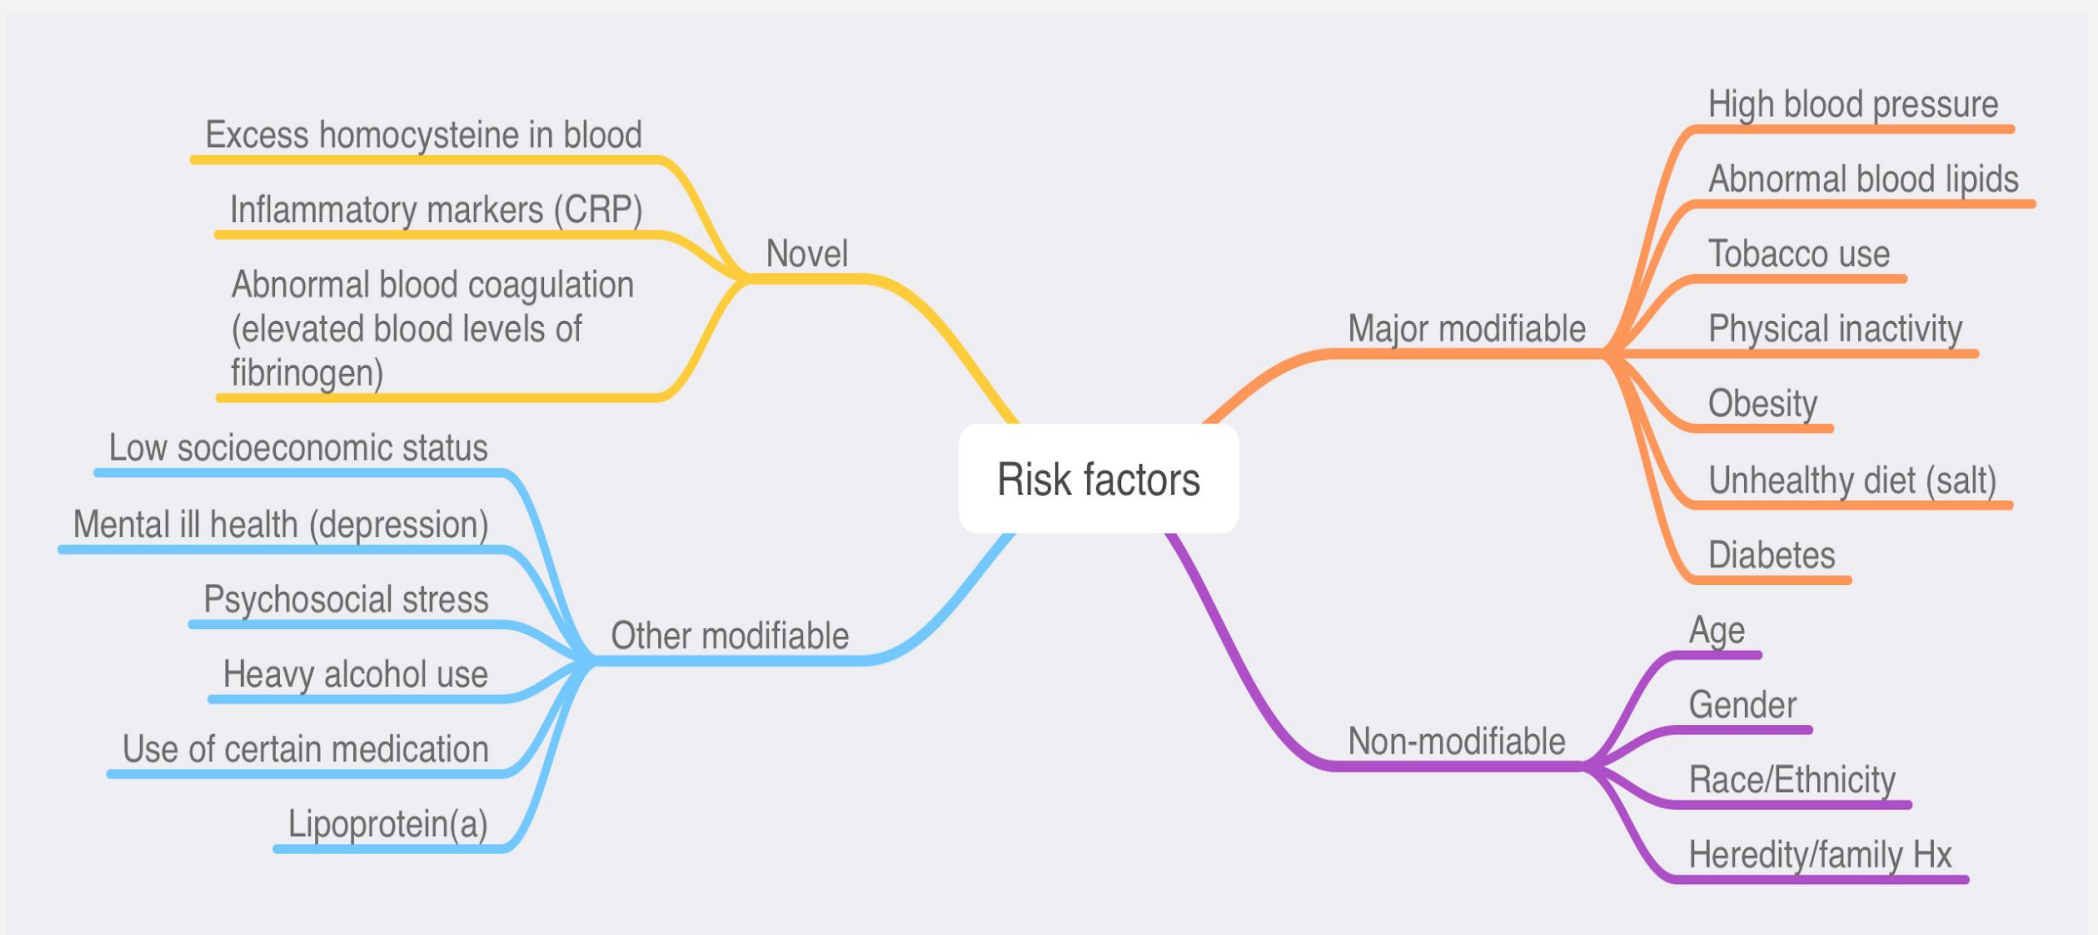 Risk factors
Novel
Excess homocysteine in blood
Inflammatory markers (CRP)
Abnormal blood coagulation
(elevated blood levels of
fibrinogen)
Other modifiable
Low socioeconomic status
Mental ill health (depression)
Psychosocial stress
Heavy alcohol use
Use of certain medication
Lipoprotein(a)
Major modifiable
High blood pressure
Abnormal blood lipids
Tobacco use
Physical inactivity
Obesity
Unhealthy diet (salt)
Diabetes
Non-modifiable
Age
Gender
Race/Ethnicity
Heredity/family Hx